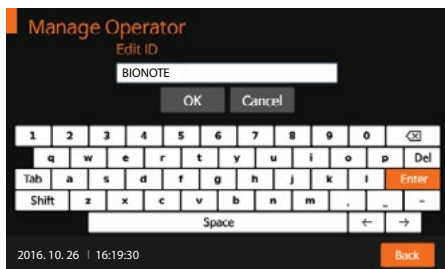 Manage Operator
Edit ID
BIONOTE
OK Cancel
1 2 3 4 5 6 7 8 9 0
q w e r t y u i o p Del
Tab a s d f g h j k l Enter
Shift z x c v b n m . _ -
Space ← →
2016. 10. 26 | 16:19:30 Back